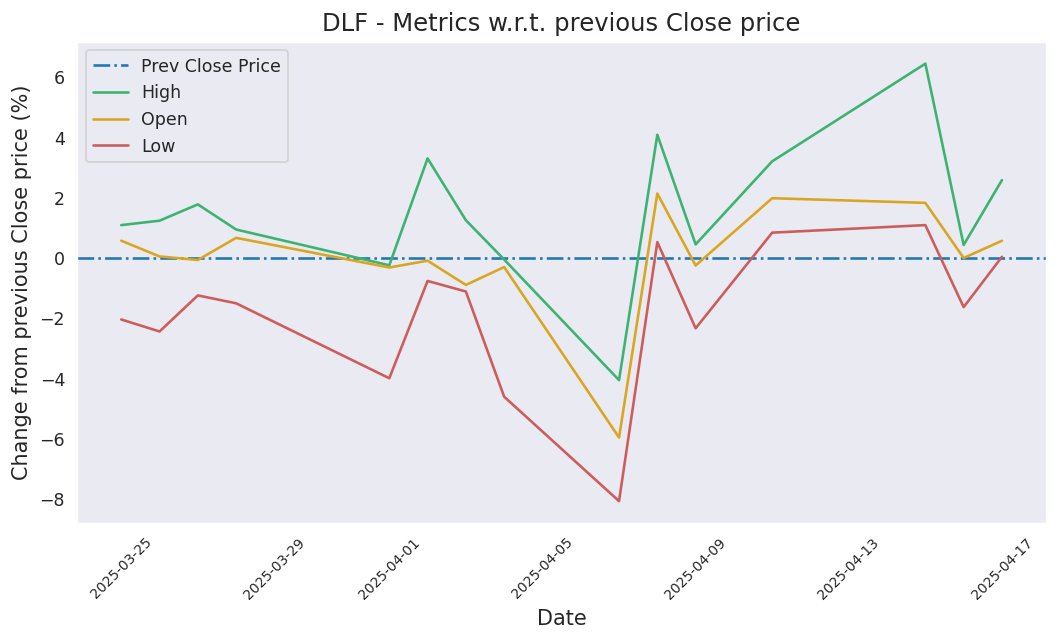 DLF - Metrics w.r.t. previous Close price
Prev Close Price
High
Open
Low
Change from previous Close price (%)
6
4
2
0
−2
−4
−6
−8
2025-03-25
2025-03-29
2025-04-01
2025-04-05
2025-04-09
2025-04-13
2025-04-17
Date